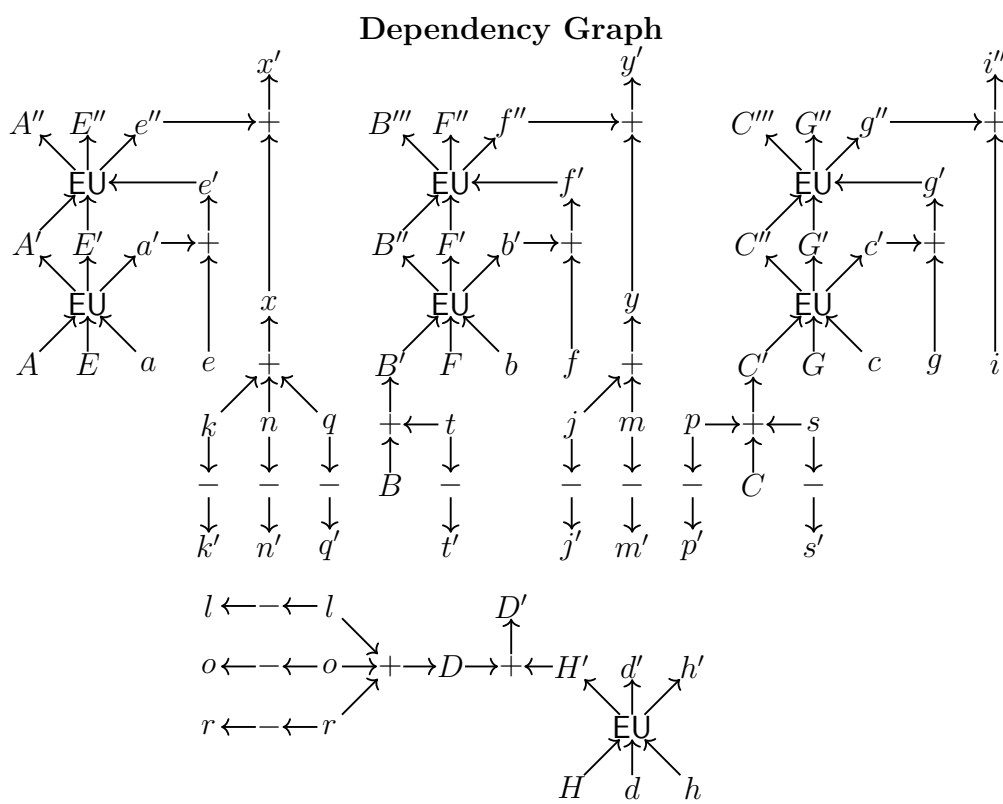 Dependency Graph
x′ y′ i″
A″ E″ e″ + B‴ F″ f″ + C‴ G″ g″ +
EU e′ EU f′ EU g′
A′ E′ a′ + B″ F′ b′ + C″ G′ c′ +
EU x EU y EU
A E a e + B′ F b f + C′ G c g i
k n q + t j m p + s
− − − B − − − − C −
k′ n′ q′ t′ j′ m′ p′ s′
l − l D′
o − o + D + H′ d′ h′
r − r EU
H d h